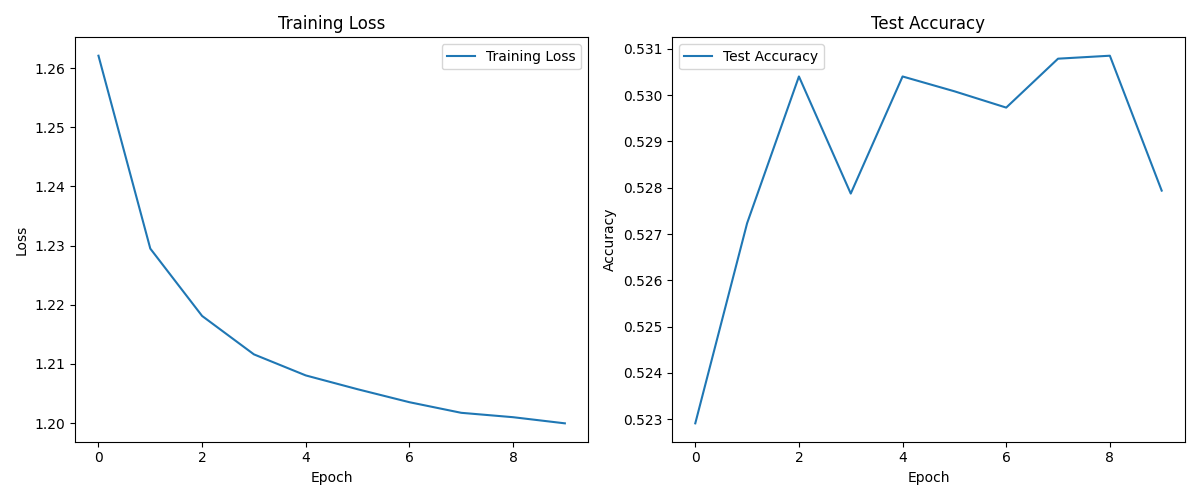 Training Loss
Training Loss
1.26
1.25
1.24
1.23
1.22
1.21
1.20
Loss
0 2 4 6 8
Epoch
Test Accuracy
Test Accuracy
0.531
0.530
0.529
0.528
0.527
0.526
0.525
0.524
0.523
Accuracy
0 2 4 6 8
Epoch